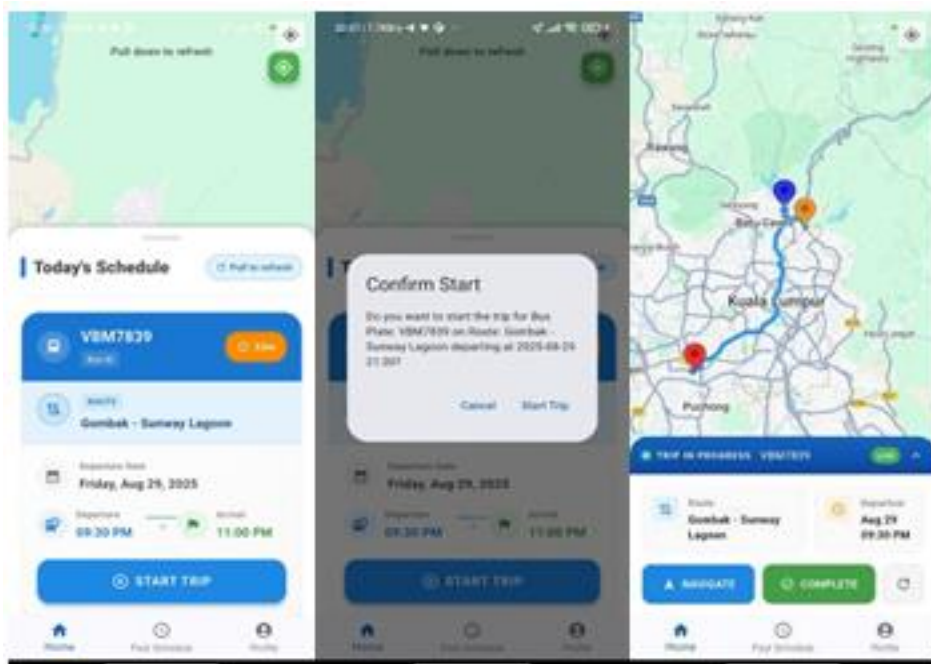 Pull down to refresh
Today's Schedule
Pull to refresh
VBM7839
ROUTE
Gombak - Sunway Lagoon
Departure Date
Friday, Aug 29, 2025
Departure
09:30 PM
Arrival
11:00 PM
START TRIP
Home
Past Schedule
Profile
Pull down to refresh
Confirm Start
Do you want to start the trip for Bus
Plate: VBM7839 on Route: Gombak -
Sunway Lagoon departing at 2025-08-29
21:30?
Cancel
Start Trip
Departure Date
Friday, Aug 29, 2025
09:30 PM
11:00 PM
START TRIP
Home
Past Schedule
Profile
Rawang
Batu Caves
Kuala Lumpur
Puchong
TRIP IN PROGRESS
VBM7839
LIVE
Route
Gombak - Sunway
Lagoon
Departure
Aug 29
09:30 PM
NAVIGATE
COMPLETE
Home
Past Schedule
Profile